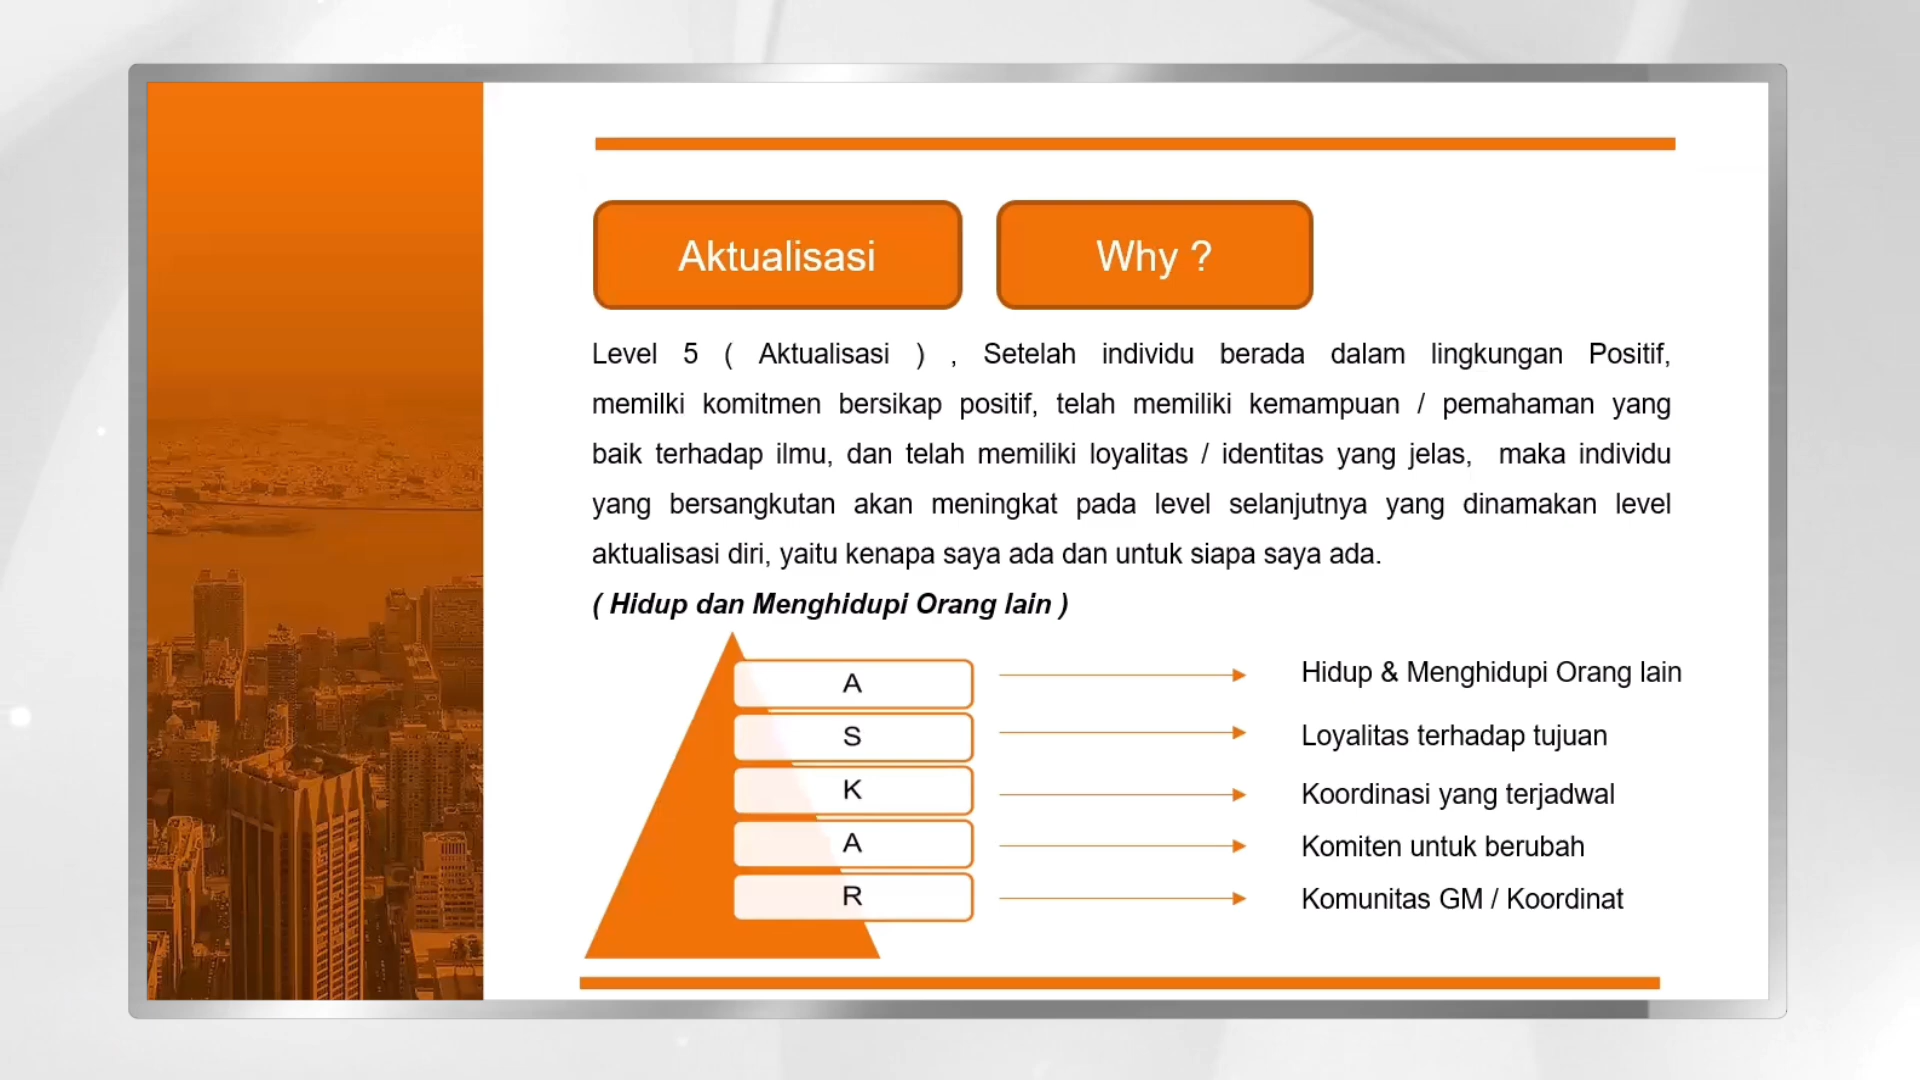 Aktualisasi
Why ?
Level 5 ( Aktualisasi ) , Setelah individu berada dalam lingkungan Positif,
memilki komitmen bersikap positif, telah memiliki kemampuan / pemahaman yang
baik terhadap ilmu, dan telah memiliki loyalitas / identitas yang jelas, maka individu
yang bersangkutan akan meningkat pada level selanjutnya yang dinamakan level
aktualisasi diri, yaitu kenapa saya ada dan untuk siapa saya ada.
( Hidup dan Menghidupi Orang lain )
A
Hidup & Menghidupi Orang lain
S
Loyalitas terhadap tujuan
K
Koordinasi yang terjadwal
A
Komiten untuk berubah
R
Komunitas GM / Koordinat